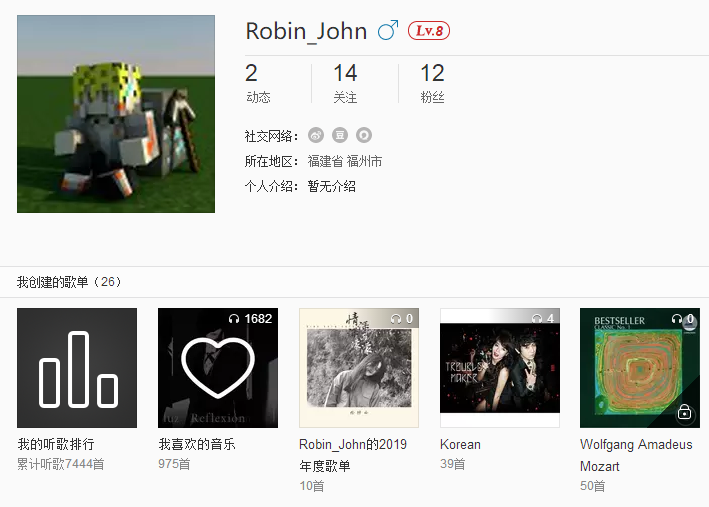 Robin_John Lv.8
2 14 12
动态 关注 粉丝
社交网络：
所在地区： 福建省 福州市
个人介绍： 暂无介绍
我创建的歌单（26）
1682 0 4 0
BESTSELLER
CLASSIC No. 1
TROUBLE
MAKER
Reflexion
我的听歌排行 我喜欢的音乐 Robin_John的2019 Korean Wolfgang Amadeus
年度歌单 Mozart
累计听歌7444首 975首 39首
10首 50首